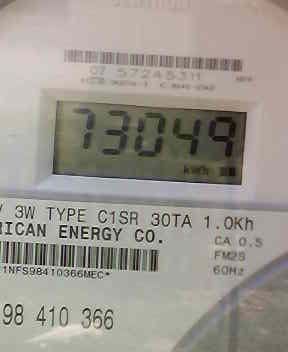 07 57245311
73049
kWh
V 3W TYPE C1SR 30TA 1.0Kh
RICAN ENERGY CO.
CA 0.5
FM2S
60Hz
1NFS98410366MEC*
98 410 366